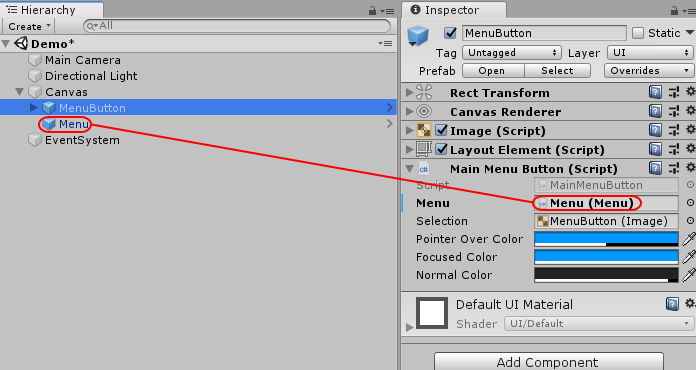 Hierarchy
Create
All
Demo*
Main Camera
Directional Light
Canvas
MenuButton
Menu
EventSystem
Inspector
MenuButton Static
Tag Untagged Layer UI
Prefab Open Select Overrides
Rect Transform
Canvas Renderer
Image (Script)
Layout Element (Script)
Main Menu Button (Script)
Script MainMenuButton
Menu Menu (Menu)
Selection MenuButton (Image)
Pointer Over Color
Focused Color
Normal Color
Default UI Material
Shader UI/Default
Add Component